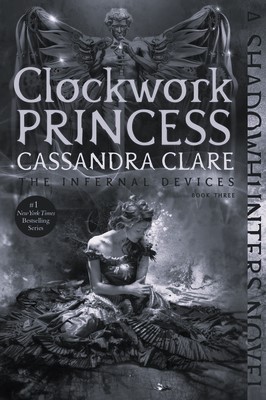 Clockwork
PRINCESS
CASSANDRA CLARE
THE INFERNAL DEVICES
BOOK THREE
#1
New York Times
Bestselling
Series
A SHADOWHUNTERS NOVEL